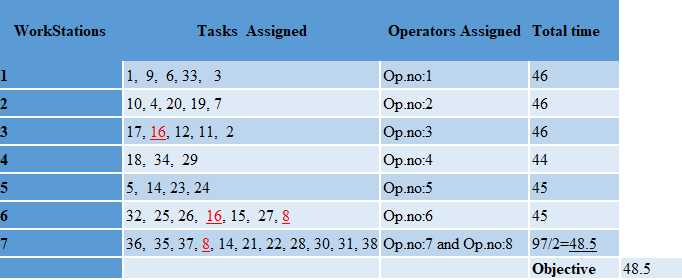 WorkStations Tasks Assigned Operators Assigned Total time
1 1, 9, 6, 33, 3 Op.no:1 46
2 10, 4, 20, 19, 7 Op.no:2 46
3 17, 16, 12, 11, 2 Op.no:3 46
4 18, 34, 29 Op.no:4 44
5 5, 14, 23, 24 Op.no:5 45
6 32, 25, 26, 16, 15, 27, 8 Op.no:6 45
7 36, 35, 37, 8, 14, 21, 22, 28, 30, 31, 38 Op.no:7 and Op.no:8 97/2=48.5
Objective 48.5